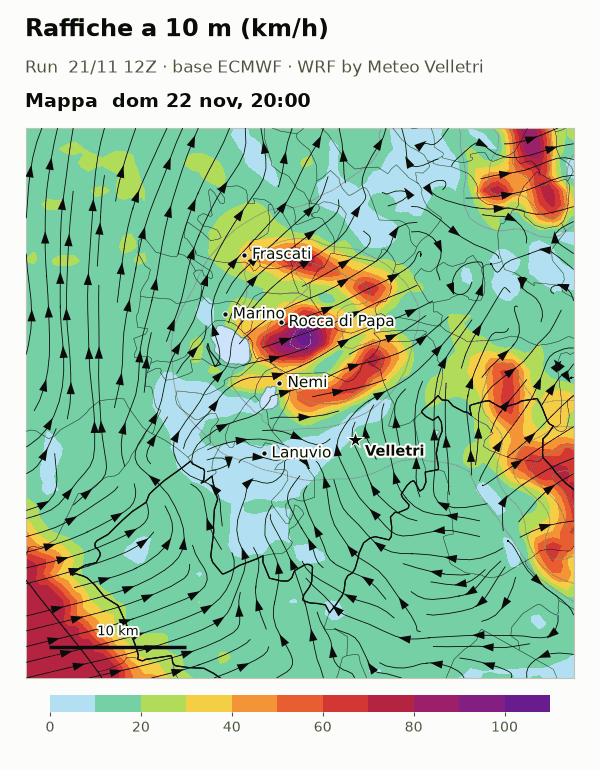 Raffiche a 10 m (km/h)
Run  21/11 12Z · base ECMWF · WRF by Meteo Velletri
Mappa  dom 22 nov, 20:00
Frascati
Marino
Rocca di Papa
Nemi
Velletri
Lanuvio
10 km
0 20 40 60 80 100